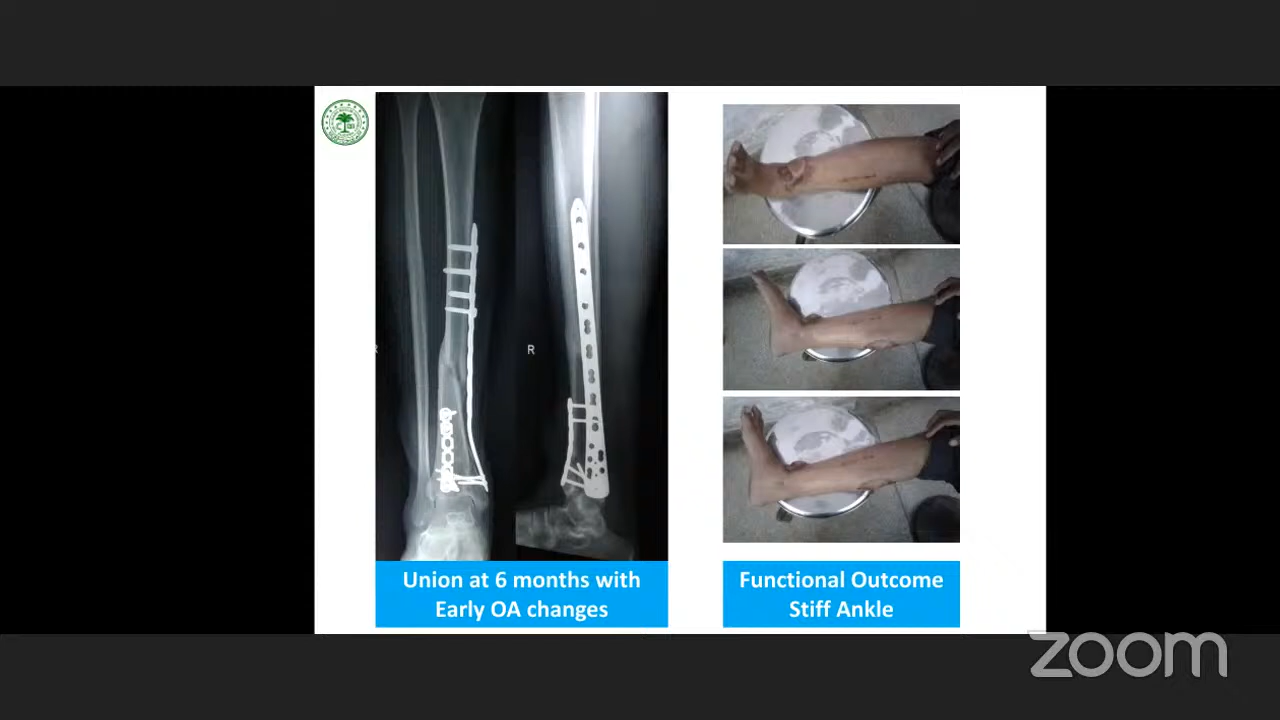 R
R
Union at 6 months with
Early OA changes
Functional Outcome
Stiff Ankle
zoom